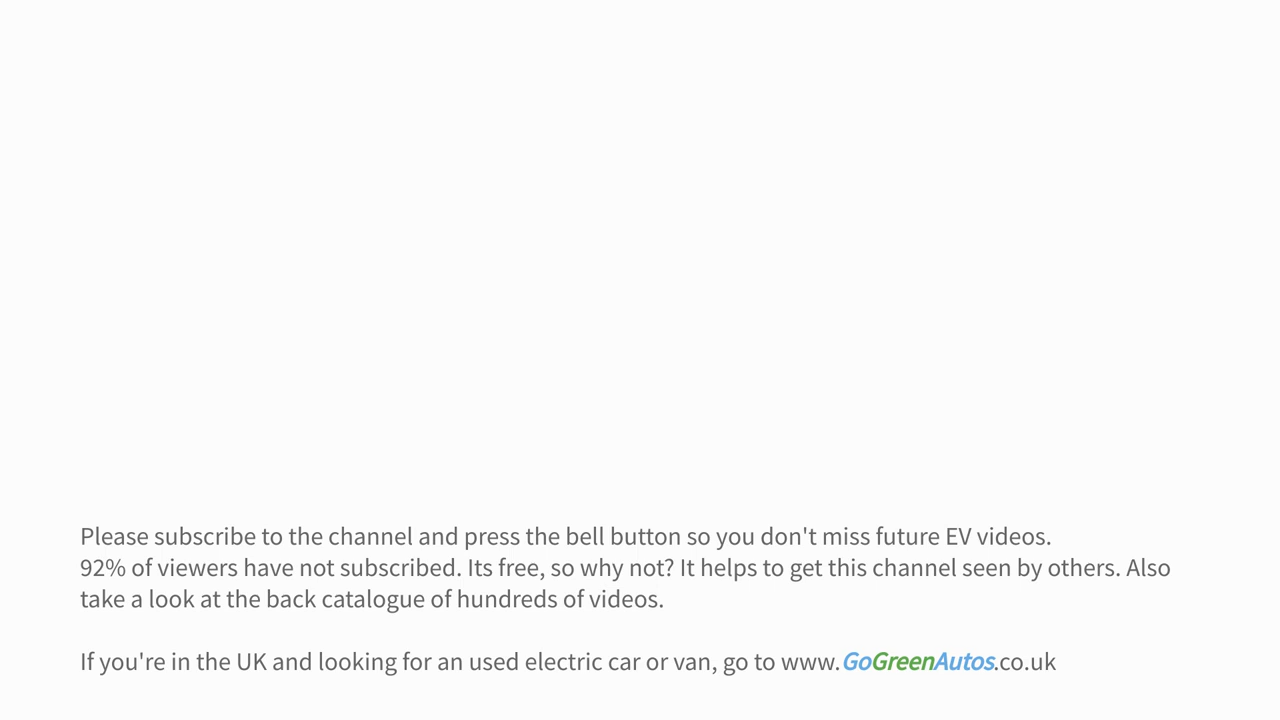 Please subscribe to the channel and press the bell button so you don't miss future EV videos.
92% of viewers have not subscribed. Its free, so why not? It helps to get this channel seen by others. Also
take a look at the back catalogue of hundreds of videos.
If you're in the UK and looking for an used electric car or van, go to www.GoGreenAutos.co.uk